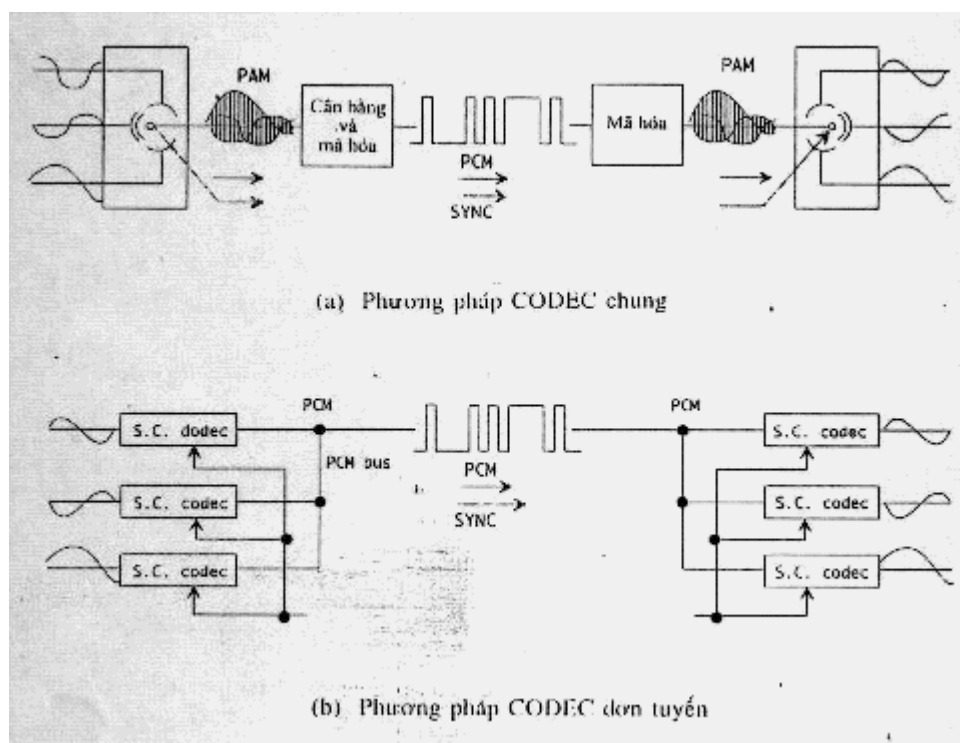 PAM
PAM
Cân bằng
và
mã hóa
Mã hóa
PCM
SYNC
(a) Phương pháp CODEC chung
PCM
PCM
S.C. dodec
S.C. codec
PCM bus
PCM
S.C. codec
S.C. codec
SYNC
S.C. codec
S.C. codec
(b) Phương pháp CODEC đơn tuyến